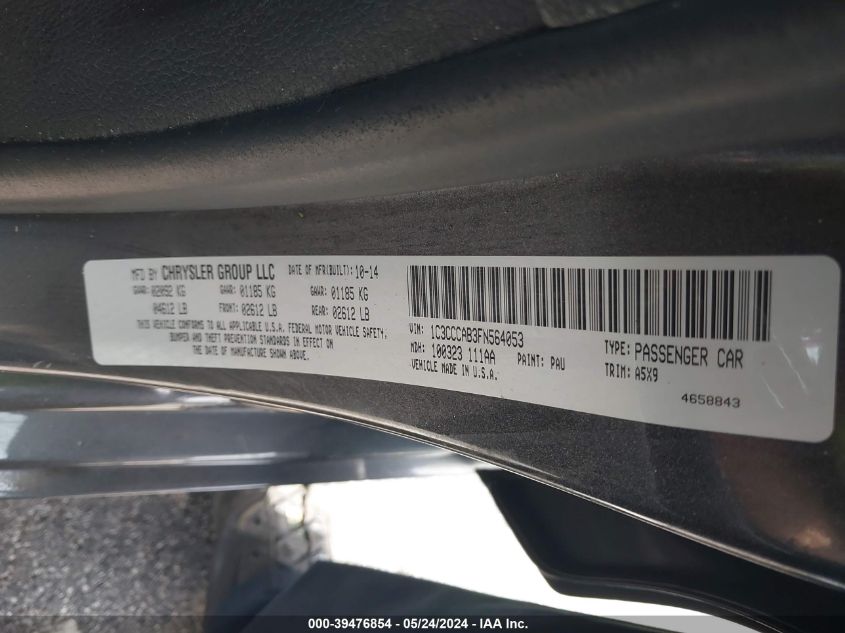 MFD BY CHRYSLER GROUP LLC DATE OF MFR(BUILT): 10-14
GVWR: 02092 KG GAWR: 01185 KG GAWR: 01185 KG
04612 LB FRONT: 02612 LB REAR: 02612 LB
THIS VEHICLE CONFORMS TO ALL APPLICABLE U.S.A. FEDERAL MOTOR VEHICLE SAFETY,
BUMPER AND THEFT PREVENTION STANDARDS IN EFFECT ON
THE DATE OF MANUFACTURE SHOWN ABOVE.
VIN: 1C3CCCAB3FN564053
MDH: 100323 111AA PAINT: PAU
VEHICLE MADE IN U.S.A.
TYPE: PASSENGER CAR
TRIM: A5X9
4658843
000-39476854 - 05/24/2024 - IAA Inc.